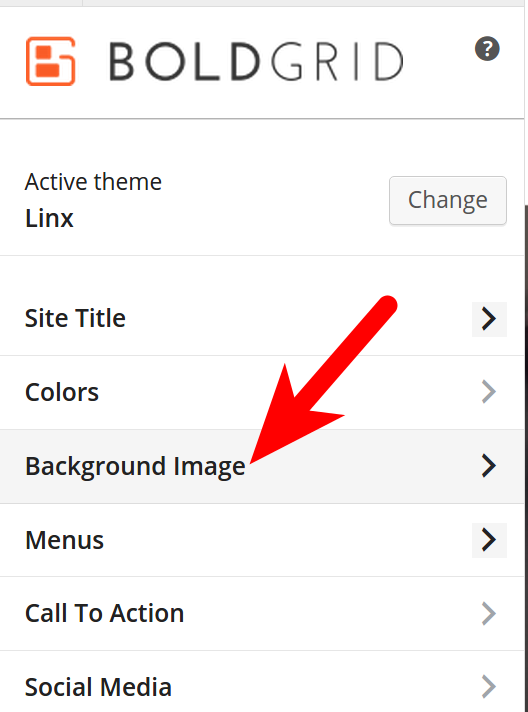 BOLDGRID
?
Active theme
Linx
Change
Site Title
Colors
Background Image
Menus
Call To Action
Social Media